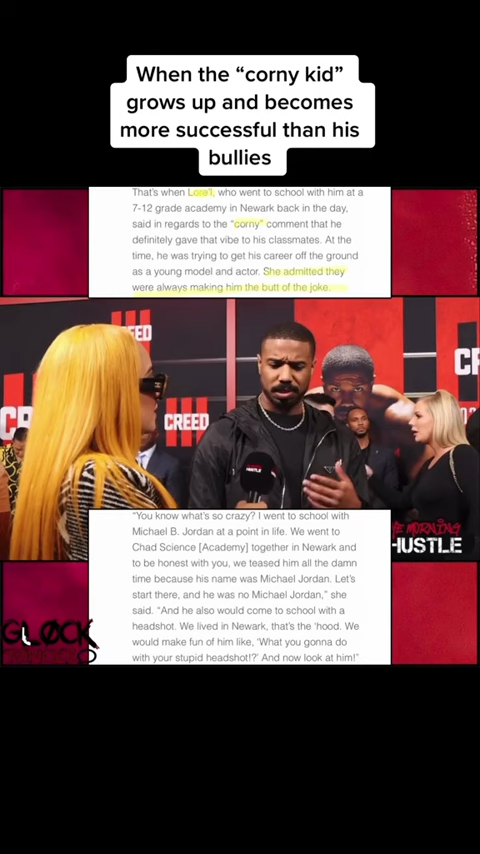 When the “corny kid”
grows up and becomes
more successful than his
bullies
That’s when Lore’l, who went to school with him at a
7-12 grade academy in Newark back in the day,
said in regards to the “corny” comment that he
definitely gave that vibe to his classmates. At the
time, he was trying to get his career off the ground
as a young model and actor. She admitted they
were always making him the butt of the joke.
CREED
CREED
HUSTLE
MORNING
HUSTLE
“You know what’s so crazy? I went to school with
Michael B. Jordan at a point in life. We went to
Chad Science [Academy] together in Newark and
to be honest with you, we teased him all the damn
time because his name was Michael Jordan. Let’s
start there, and he was no Michael Jordan,” she
said. “And he also would come to school with a
headshot. We lived in Newark, that’s the ‘hood. We
would make fun of him like, ‘What you gonna do
with your stupid headshot!?’ And now look at him!”
GLØCK